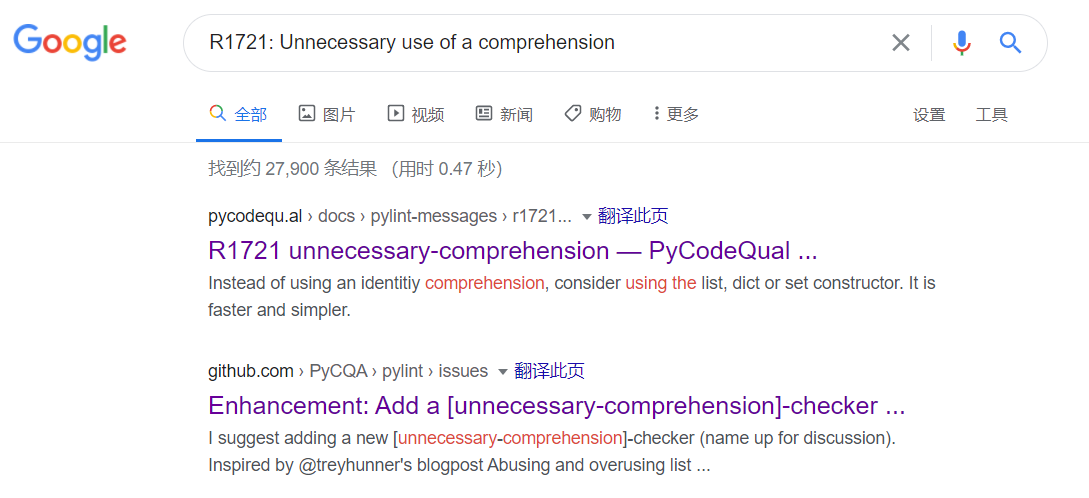 Google
R1721: Unnecessary use of a comprehension
全部 图片 视频 新闻 购物 更多 设置 工具
找到约 27,900 条结果 （用时 0.47 秒）
pycodequ.al › docs › pylint-messages › r1721... 翻译此页
R1721 unnecessary-comprehension — PyCodeQual ...
Instead of using an identitiy comprehension, consider using the list, dict or set constructor. It is
faster and simpler.
github.com › PyCQA › pylint › issues 翻译此页
Enhancement: Add a [unnecessary-comprehension]-checker ...
I suggest adding a new [unnecessary-comprehension]-checker (name up for discussion).
Inspired by @treyhunner's blogpost Abusing and overusing list ...